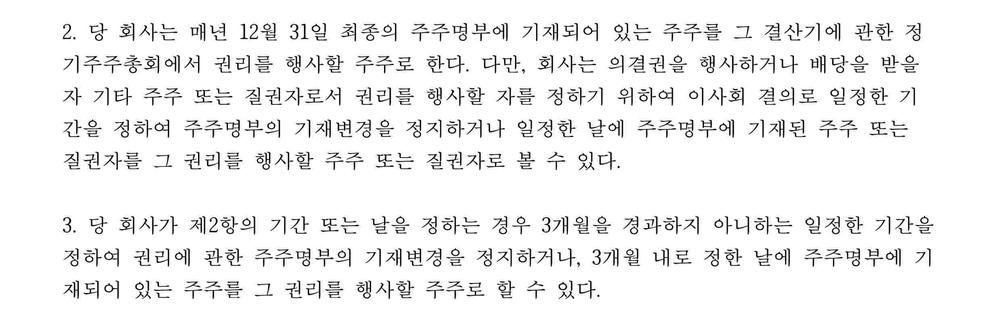 2. 당 회사는 매년 12월 31일 최종의 주주명부에 기재되어 있는 주주를 그 결산기에 관한 정
기주주총회에서 권리를 행사할 주주로 한다. 다만, 회사는 의결권을 행사하거나 배당을 받을
자 기타 주주 또는 질권자로서 권리를 행사할 자를 정하기 위하여 이사회 결의로 일정한 기
간을 정하여 주주명부의 기재변경을 정지하거나 일정한 날에 주주명부에 기재된 주주 또는
질권자를 그 권리를 행사할 주주 또는 질권자로 볼 수 있다.
3. 당 회사가 제2항의 기간 또는 날을 정하는 경우 3개월을 경과하지 아니하는 일정한 기간을
정하여 권리에 관한 주주명부의 기재변경을 정지하거나, 3개월 내로 정한 날에 주주명부에 기
재되어 있는 주주를 그 권리를 행사할 주주로 할 수 있다.